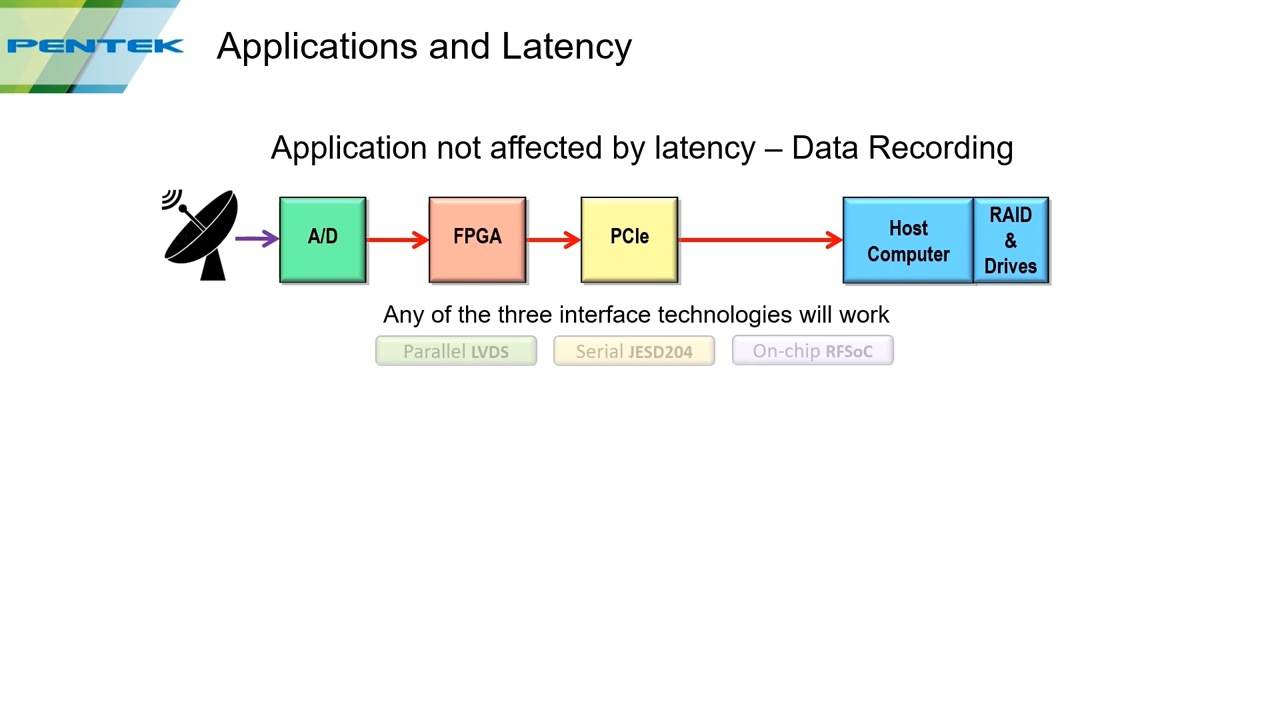 PENTEK
Applications and Latency
Application not affected by latency – Data Recording
A/D
FPGA
PCIe
Host
Computer
RAID
&
Drives
Any of the three interface technologies will work
Parallel LVDS
Serial JESD204
On-chip RFSoC